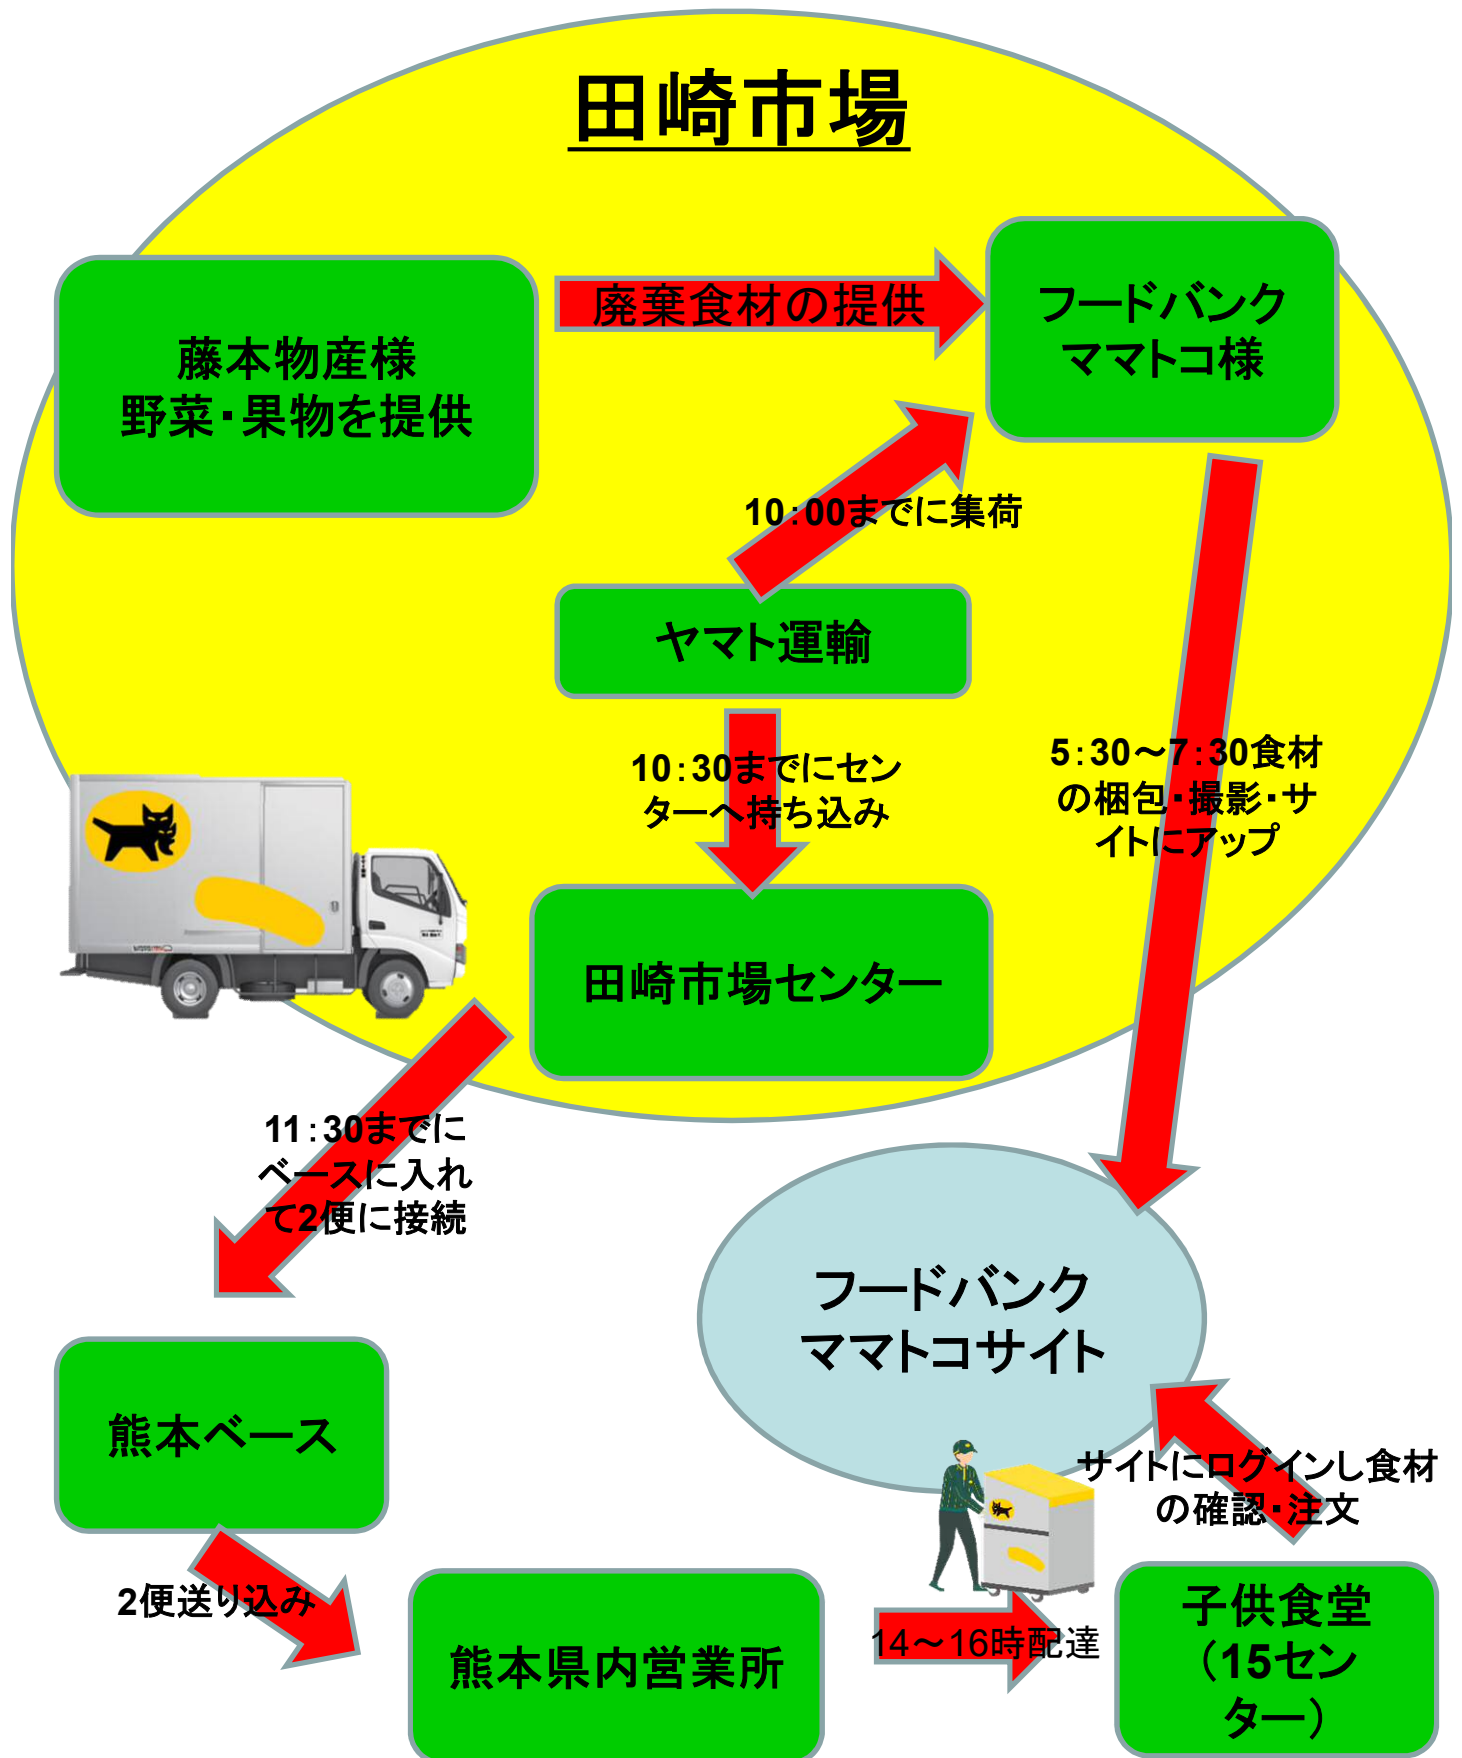 田崎市場
藤本物産様
野菜・果物を提供
廃棄食材の提供
フードバンク
ママトコ様
10：00までに集荷
ヤマト運輸
10：30までにセン
ターへ持ち込み
5：30～7：30食材
の梱包・撮影・サ
イトにアップ
田崎市場センター
11：30までに
ベースに入れ
て2便に接続
フードバンク
ママトコサイト
熊本ベース
サイトにログインし食材
の確認・注文
2便送り込み
熊本県内営業所
14～16時配達
子供食堂
（15セン
ター）